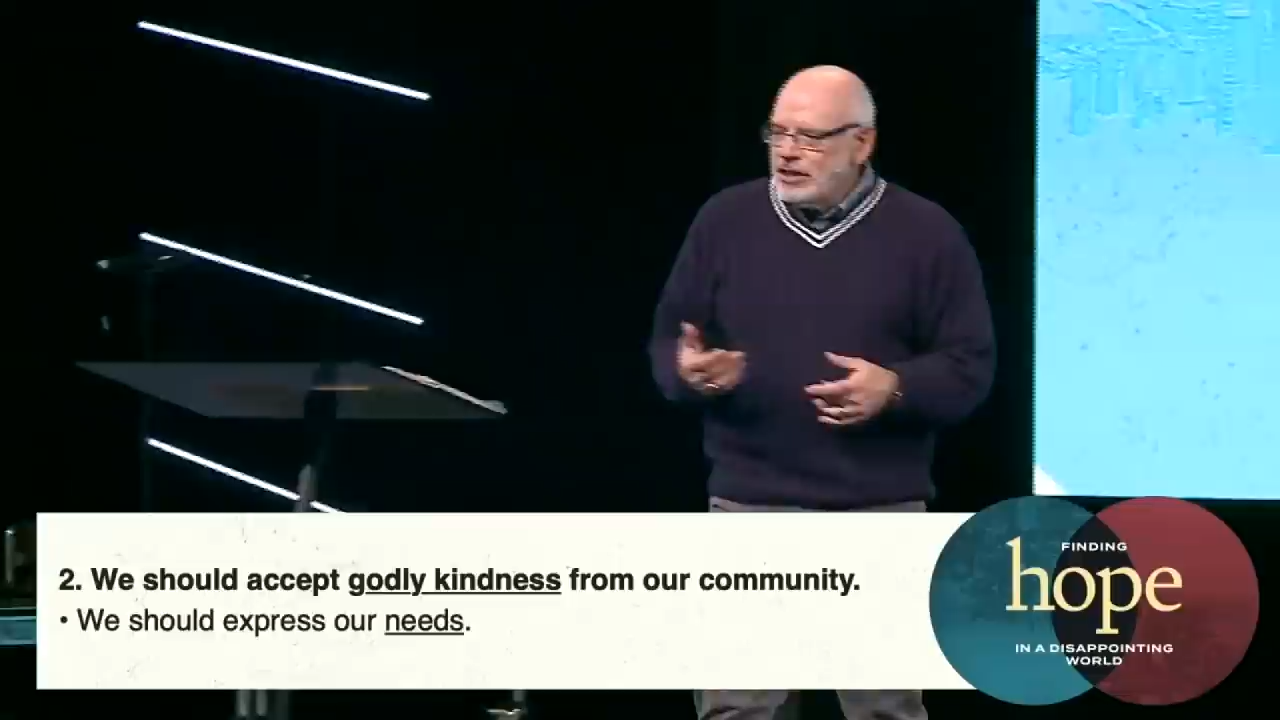 2. We should accept godly kindness from our community.
• We should express our needs.
FINDING
hope
IN A DISAPPOINTING
WORLD